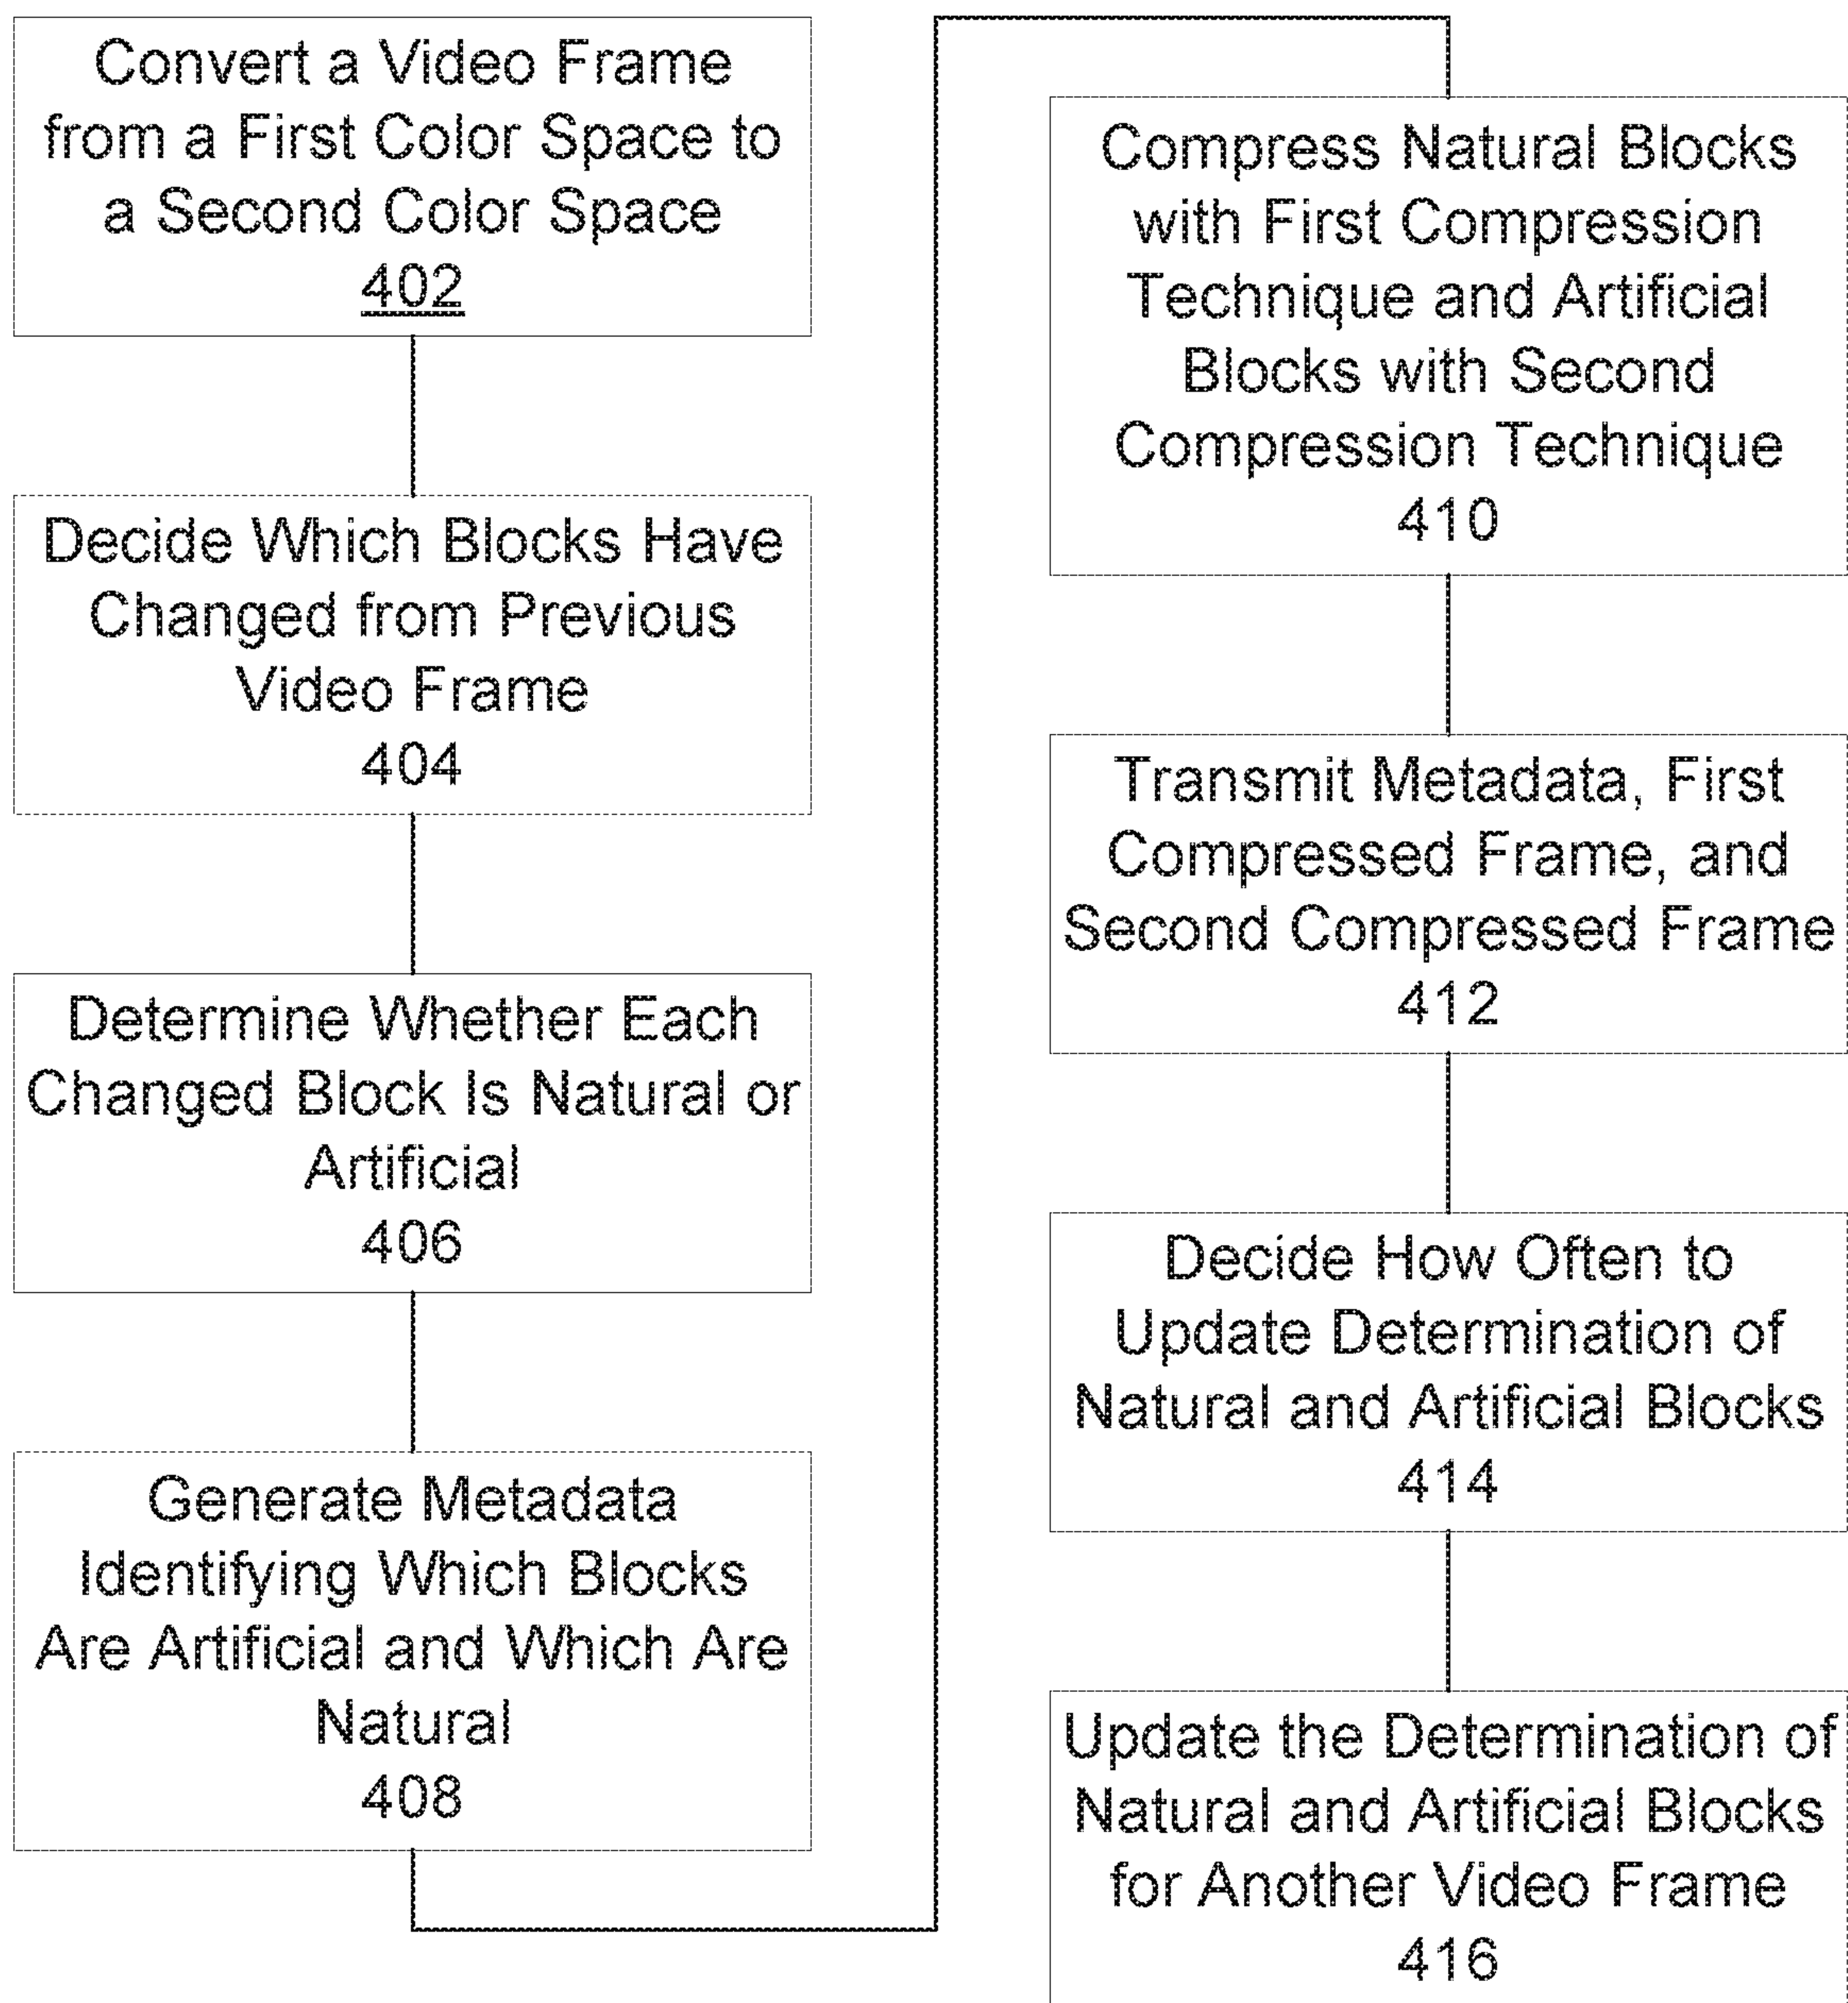 Convert a Video Frame
from a First Color Space to
a Second Color Space
402
Decide Which Blocks Have
Changed from Previous
Video Frame
404
Determine Whether Each
Changed Block Is Natural or
Artificial
406
Generate Metadata
Identifying Which Blocks
Are Artificial and Which Are
Natural
408
Compress Natural Blocks
with First Compression
Technique and Artificial
Blocks with Second
Compression Technique
410
Transmit Metadata, First
Compressed Frame, and
Second Compressed Frame
412
Decide How Often to
Update Determination of
Natural and Artificial Blocks
414
Update the Determination of
Natural and Artificial Blocks
for Another Video Frame
416